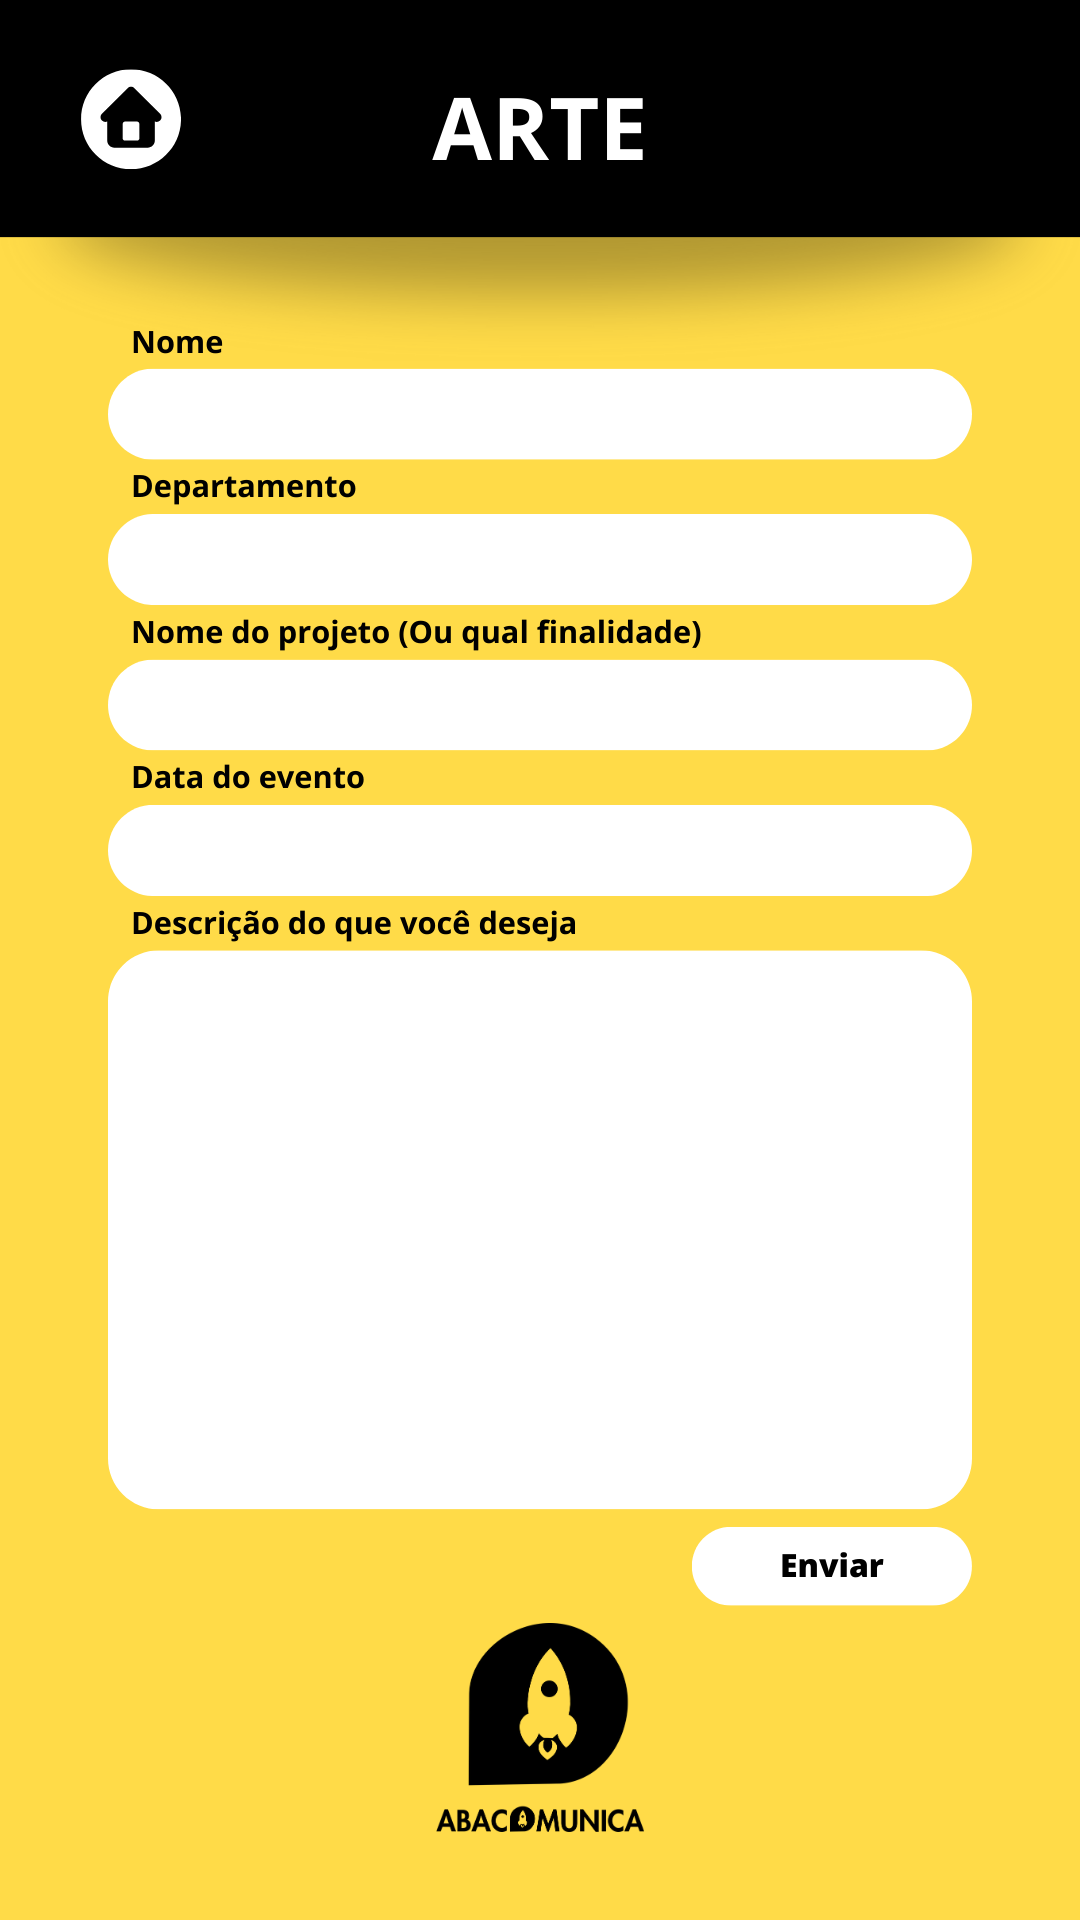 ARTE
Nome
Departamento
Nome do projeto (Ou qual finalidade)
Data do evento
Descrição do que você deseja
Enviar
ABACOMUNICA